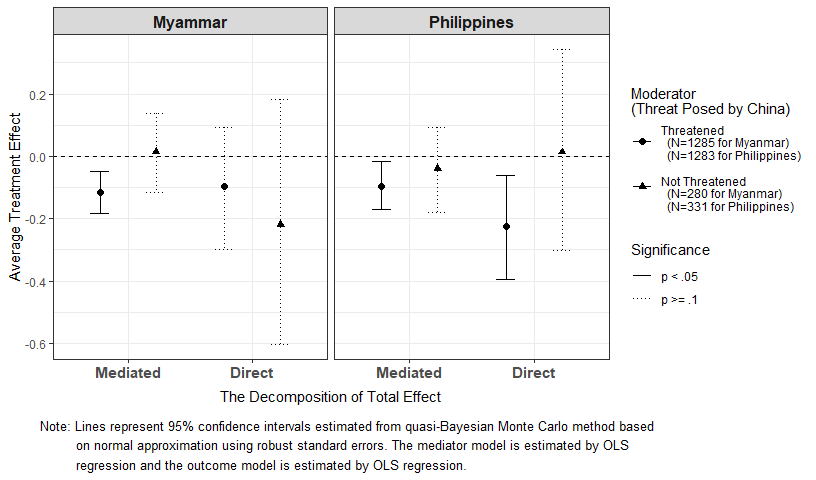 Myanmar
Philippines
Average Treatment Effect
0.2
0.0
-0.2
-0.4
-0.6
Mediated
Direct
Mediated
Direct
The Decomposition of Total Effect
Moderator
(Threat Posed by China)
Threatened
(N=1285 for Myanmar)
(N=1283 for Philippines)
Not Threatened
(N=280 for Myanmar)
(N=331 for Philippines)
Significance
p < .05
p >= .1
Note: Lines represent 95% confidence intervals estimated from quasi-Bayesian Monte Carlo method based
on normal approximation using robust standard errors. The mediator model is estimated by OLS
regression and the outcome model is estimated by OLS regression.